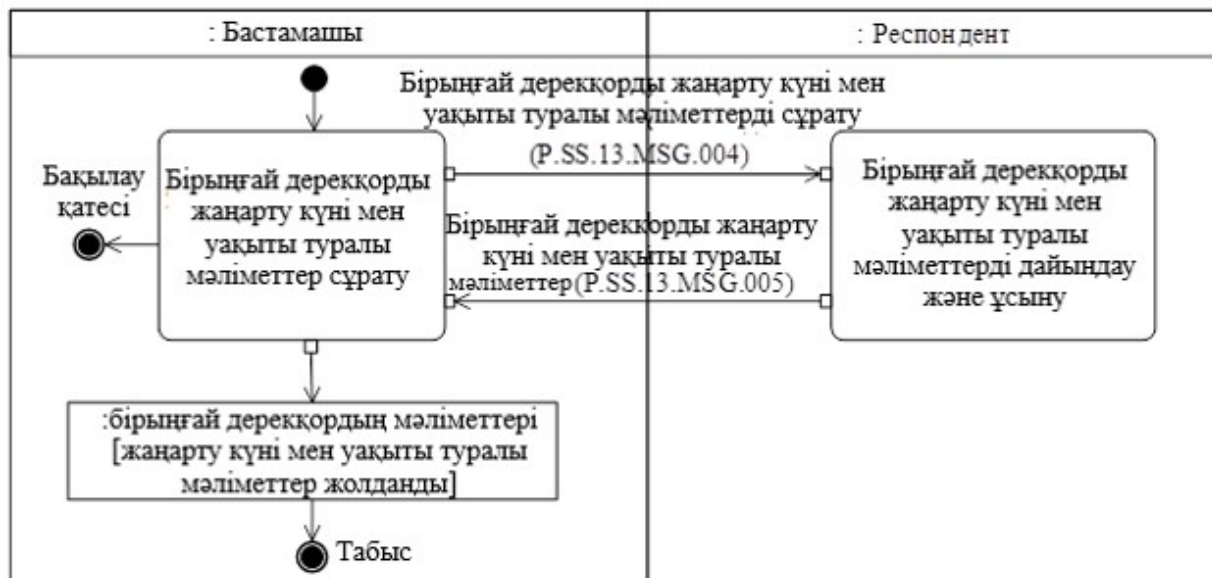 : Бастамашы
: Респондент
Бірыңғай дерекқорды жаңарту күні мен
уақыты туралы мәліметтерді сұрату
(P.SS.13.MSG.004)
Бақылау
қатесі
Бірыңғай дерекқорды
жаңарту күні мен
уақыты туралы
мәліметтер сұрату
Бірыңғай дерекқорды жаңарту
күні мен уақыты туралы
мәліметтер(P.SS.13.MSG.005)
Бірыңғай дерекқорды
жаңарту күні мен
уақыты туралы
мәліметтерді дайындау
және ұсыну
:бірыңғай дерекқордың мәліметтері
[жаңарту күні мен уақыты туралы
мәліметтер жолданды]
Табыс